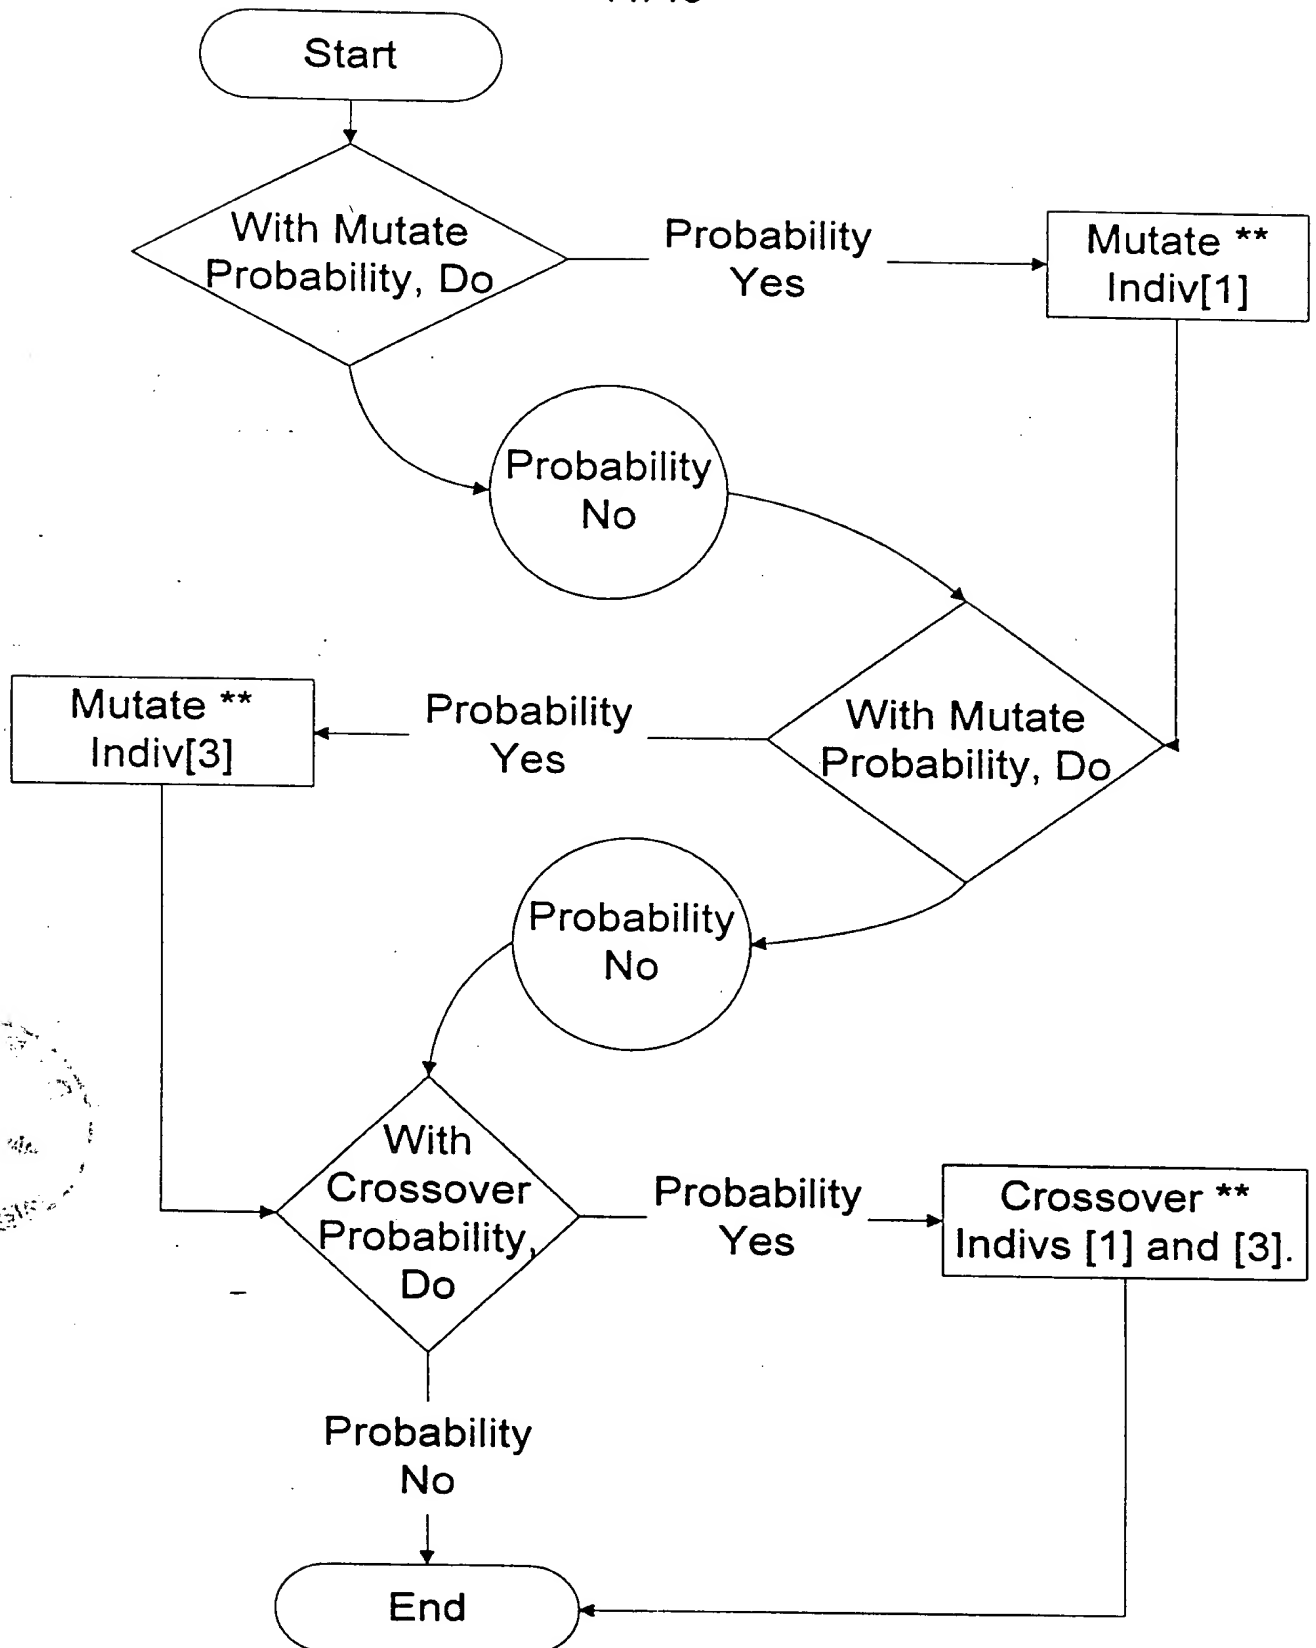 Start
With Mutate
Probability, Do
Probability
Yes
Mutate **
Indiv[1]
Probability
No
Mutate **
Indiv[3]
Probability
Yes
With Mutate
Probability, Do
Probability
No
With
Crossover
Probability,
Do
Probability
Yes
Crossover **
Indivs [1] and [3].
Probability
No
End